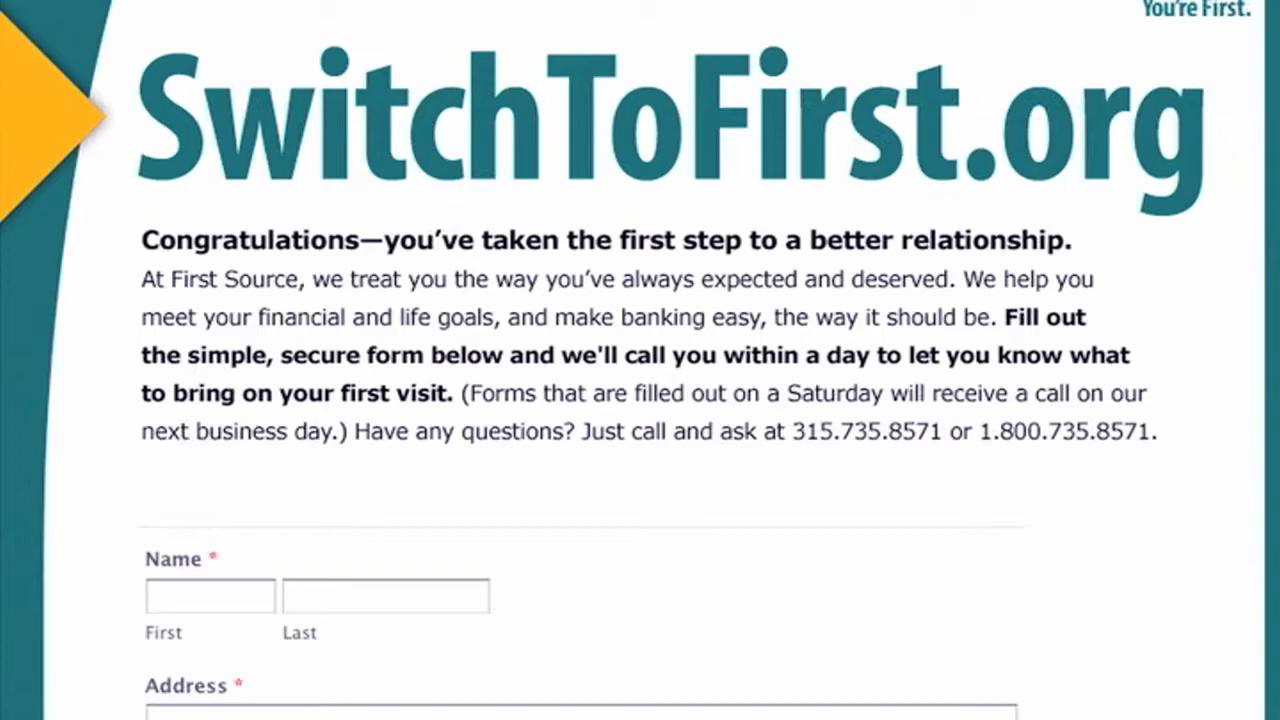 You're First.
SwitchToFirst.org
Congratulations—you've taken the first step to a better relationship.
At First Source, we treat you the way you've always expected and deserved. We help you
meet your financial and life goals, and make banking easy, the way it should be. Fill out
the simple, secure form below and we'll call you within a day to let you know what
to bring on your first visit. (Forms that are filled out on a Saturday will receive a call on our
next business day.) Have any questions? Just call and ask at 315.735.8571 or 1.800.735.8571.
Name *
First Last
Address *